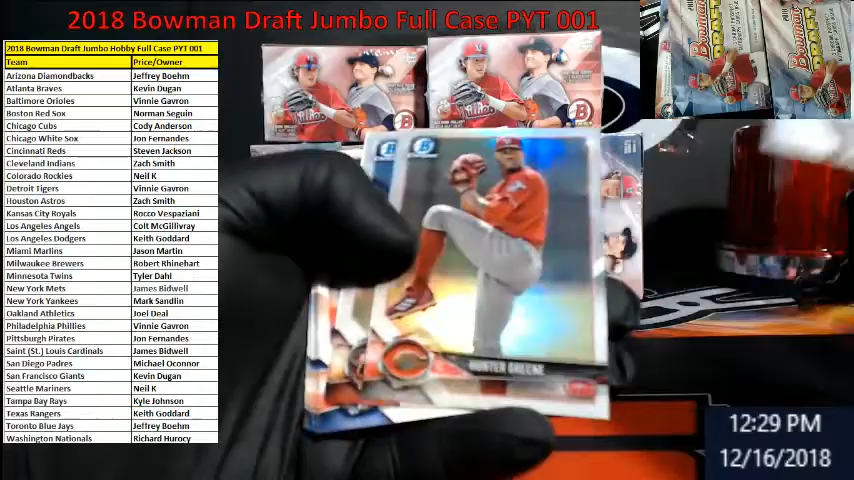 2018 Bowman Draft Jumbo Full Case PYT 001
2018 Bowman Draft Jumbo Hobby Full Case PYT 001
Team Price/Owner
Arizona Diamondbacks Jeffrey Boehm
Atlanta Braves Kevin Dugan
Baltimore Orioles Vinnie Gavron
Boston Red Sox Norman Seguin
Chicago Cubs Cody Anderson
Chicago White Sox Jon Fernandes
Cincinnati Reds Steven Jackson
Cleveland Indians Zach Smith
Colorado Rockies Neil K
Detroit Tigers Vinnie Gavron
Houston Astros Zach Smith
Kansas City Royals Rocco Vespaziani
Los Angeles Angels Colt McGillivray
Los Angeles Dodgers Keith Goddard
Miami Marlins Jason Martin
Milwaukee Brewers Robert Rhinehart
Minnesota Twins Tyler Dahl
New York Mets James Bidwell
New York Yankees Mark Sandlin
Oakland Athletics Joel Deal
Philadelphia Phillies Vinnie Gavron
Pittsburgh Pirates Jon Fernandes
Saint (St.) Louis Cardinals James Bidwell
San Diego Padres Michael Oconnor
San Francisco Giants Kevin Dugan
Seattle Mariners Neil K
Tampa Bay Rays Kyle Johnson
Texas Rangers Keith Goddard
Toronto Blue Jays Jeffrey Boehm
Washington Nationals Richard Hurocy
Phillies
Phillies
HUNTER GREENE
Bowman
DRAFT
Bowman
DRAFT
12:29 PM
12/16/2018